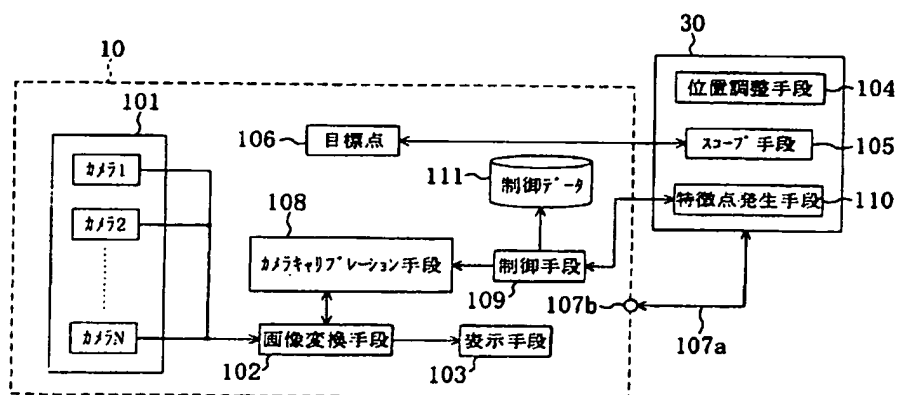 10
30
101
位置調整手段
104
106
目標点
スコープ手段
105
カメラ1
111
制御データ
特徴点発生手段
110
カメラ2
108
カメラキャリブレーション手段
制御手段
109
107b
107a
カメラN
画像変換手段
102
表示手段
103